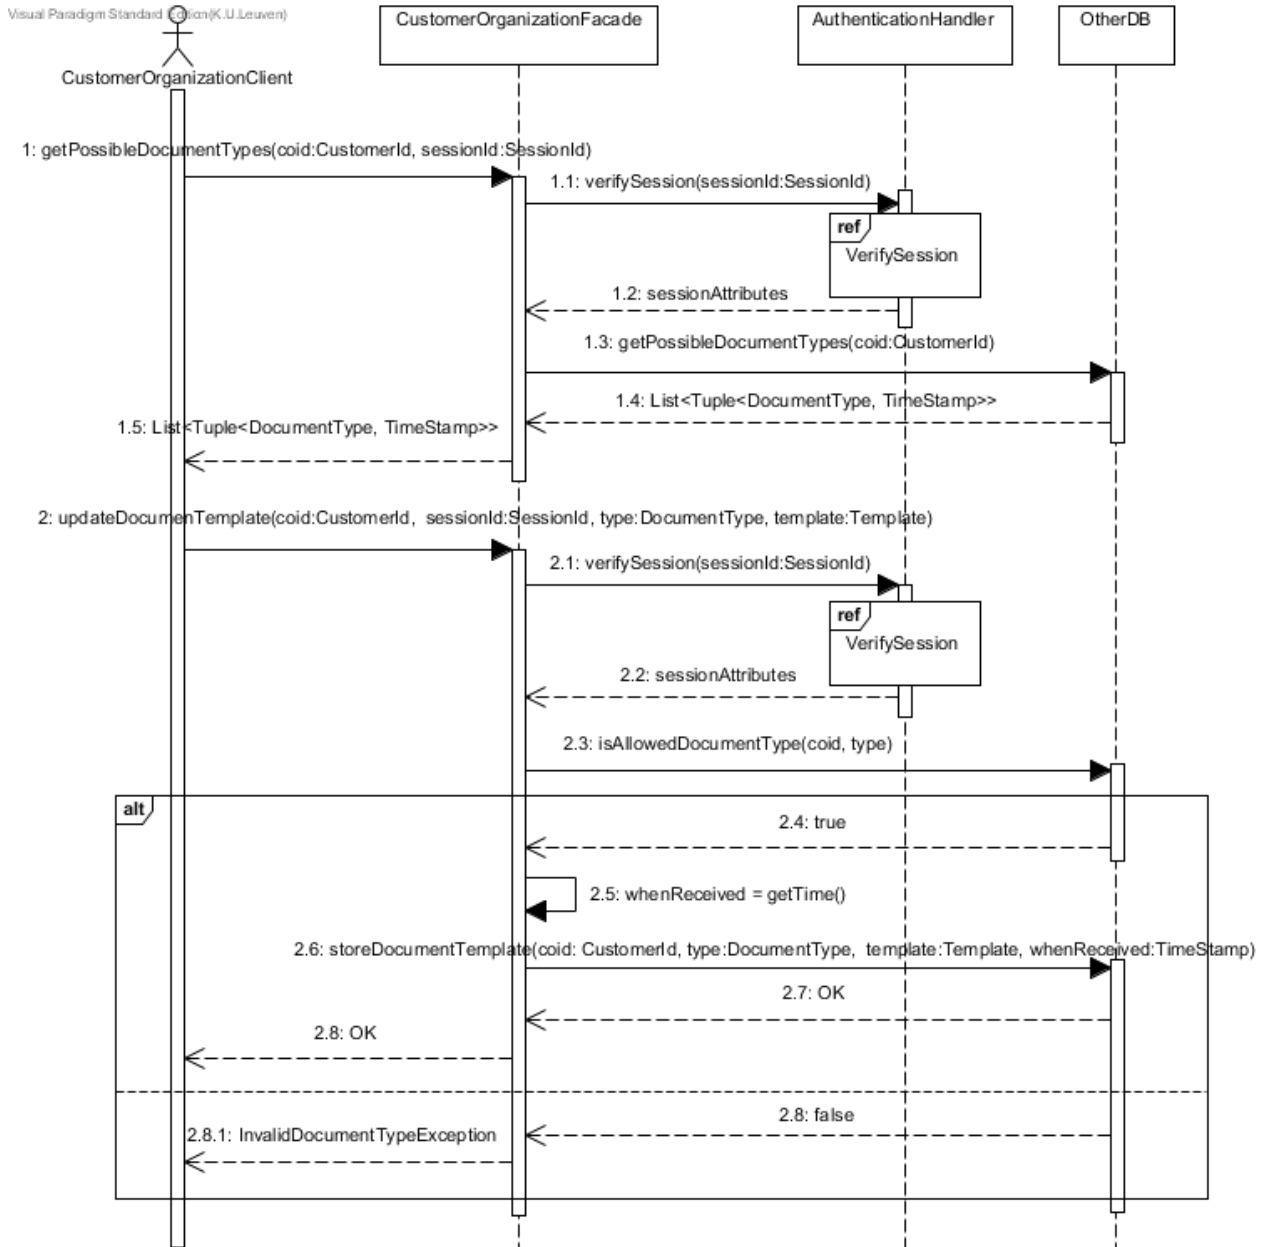 Visual Paradigm Standard Edition(K.U.Leuven)
CustomerOrganizationFacade
AuthenticationHandler
OtherDB
CustomerOrganizationClient
1: getPossibleDocumentTypes(coid:CustomerId, sessionId:SessionId)
1.1: verifySession(sessionId:SessionId)
ref
VerifySession
1.2: sessionAttributes
1.3: getPossibleDocumentTypes(coid:CustomerId)
1.4: List<Tuple<DocumentType, TimeStamp>>
1.5: List<Tuple<DocumentType, TimeStamp>>
2: updateDocumenTemplate(coid:CustomerId, sessionId:SessionId, type:DocumentType, template:Template)
2.1: verifySession(sessionId:SessionId)
ref
VerifySession
2.2: sessionAttributes
2.3: isAllowedDocumentType(coid, type)
alt
2.4: true
2.5: whenReceived = getTime()
2.6: storeDocumentTemplate(coid: CustomerId, type:DocumentType, template:Template, whenReceived:TimeStamp)
2.7: OK
2.8: OK
2.8: false
2.8.1: InvalidDocumentTypeException